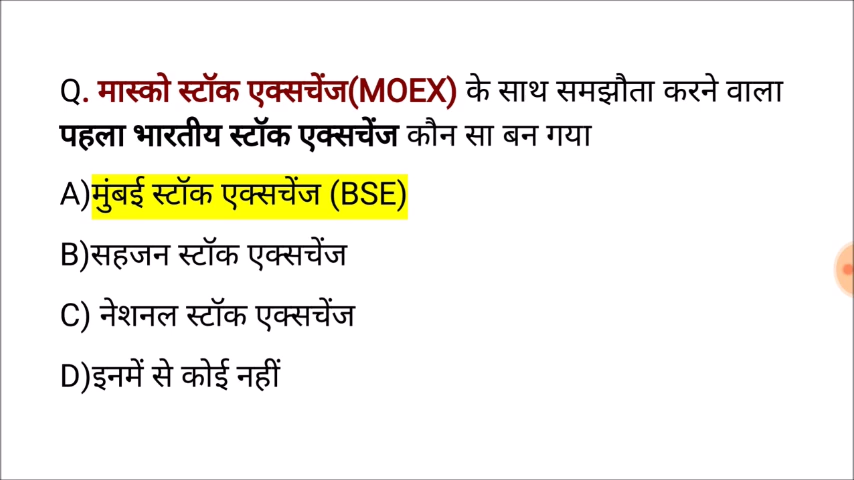 Q. मास्को स्टॉक एक्सचेंज(MOEX) के साथ समझौता करने वाला
पहला भारतीय स्टॉक एक्सचेंज कौन सा बन गया
A)मुंबई स्टॉक एक्सचेंज (BSE)
B)सहजन स्टॉक एक्सचेंज
C) नेशनल स्टॉक एक्सचेंज
D)इनमें से कोई नहीं